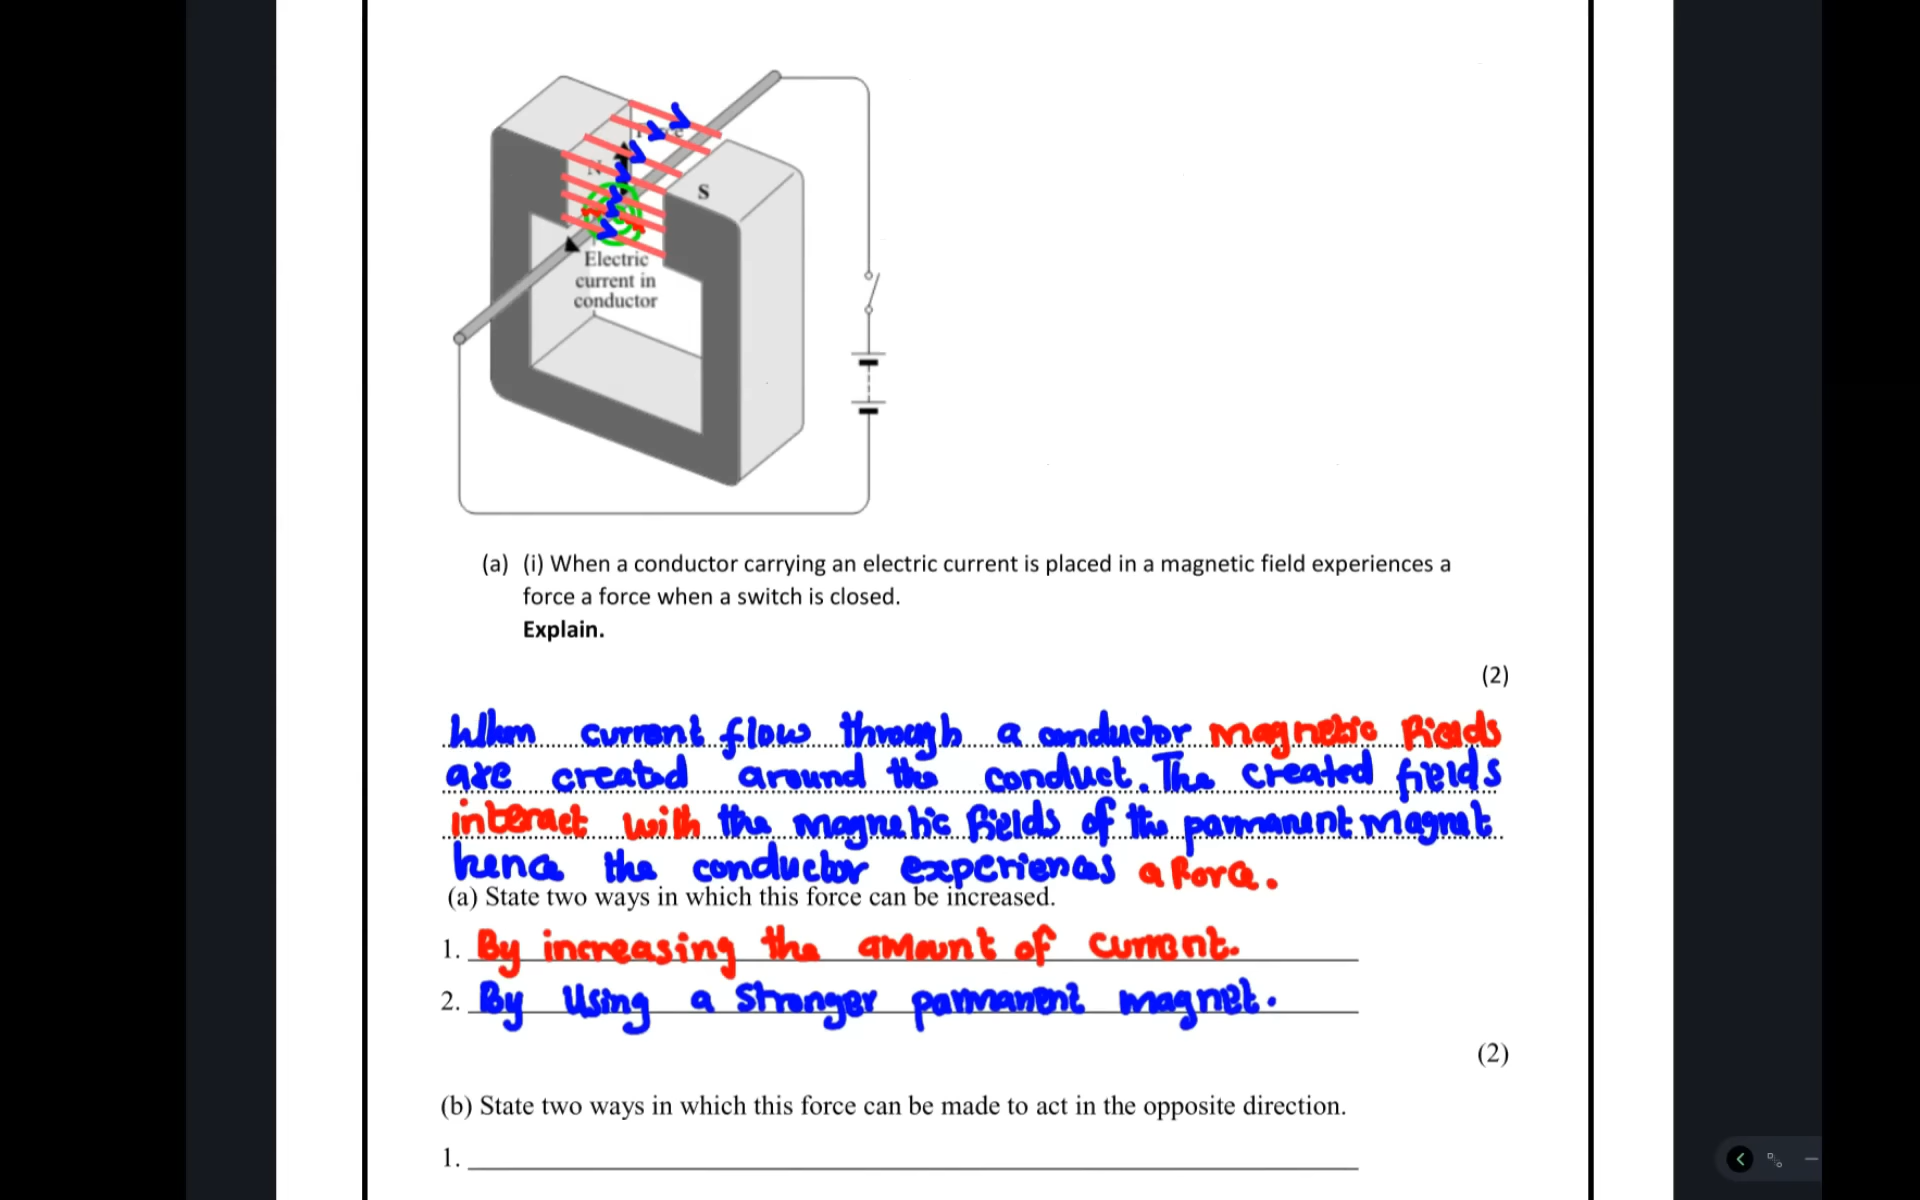 N
S
Electric
current in
conductor
(a) (i) When a conductor carrying an electric current is placed in a magnetic field experiences a
force a force when a switch is closed.
Explain.
(2)
When current flow through a conductor magnetic fields
are created around the conduct. The created fields
interact with the magnetic fields of the parmanent magnet
hence the conductor experiences a force.
(a) State two ways in which this force can be increased.
1. By increasing the amount of current.
2. By using a stronger parmanent magnet.
(2)
(b) State two ways in which this force can be made to act in the opposite direction.
1.